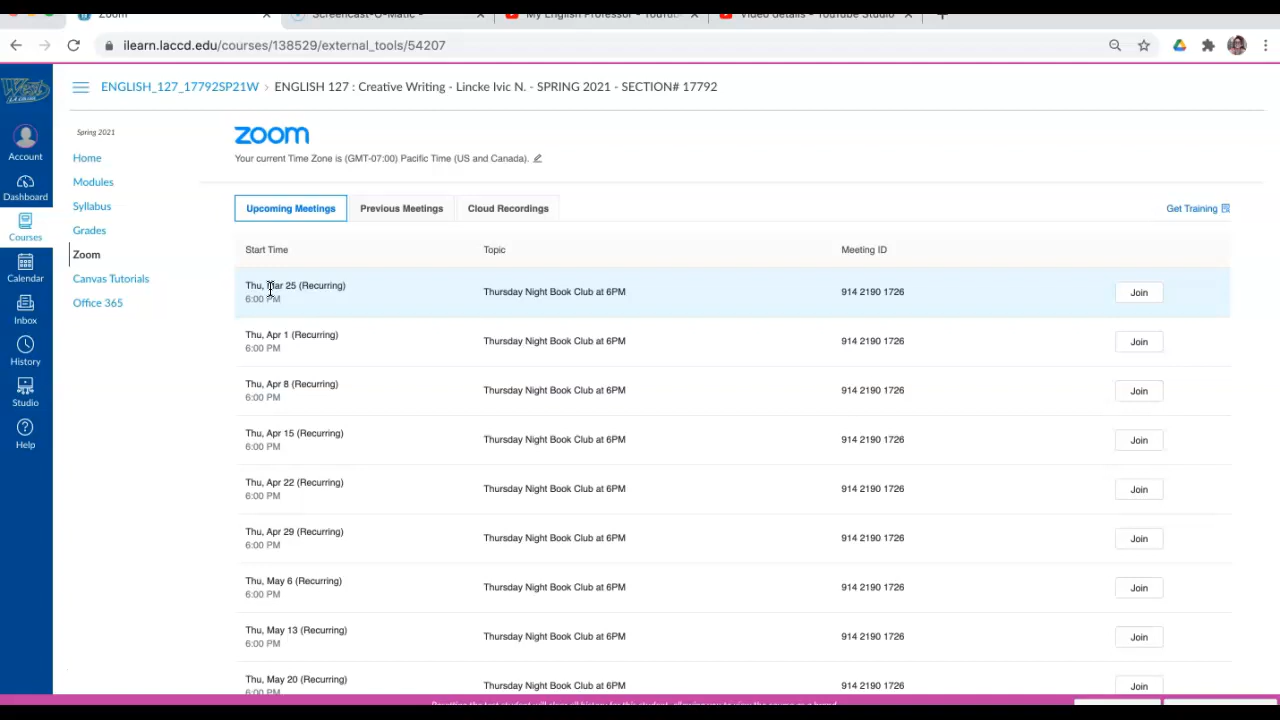 Zoom
Screencast-O-Matic -
My English Professor - YouTu
Video details - YouTube Studio
ilearn.laccd.edu/courses/138529/external_tools/54207
West
ENGLISH_127_17792SP21W > ENGLISH 127 : Creative Writing - Lincke Ivic N. - SPRING 2021 - SECTION# 17792
Account
Dashboard
Courses
Calendar
Inbox
History
Studio
Help
Spring 2021
Home
Modules
Syllabus
Grades
Zoom
Canvas Tutorials
Office 365
zoom
Your current Time Zone is (GMT-07:00) Pacific Time (US and Canada).
Upcoming Meetings Previous Meetings Cloud Recordings Get Training
Start Time Topic Meeting ID
Thu, Mar 25 (Recurring)
6:00 PM
Thursday Night Book Club at 6PM 914 2190 1726 Join
Thu, Apr 1 (Recurring)
6:00 PM
Thursday Night Book Club at 6PM 914 2190 1726 Join
Thu, Apr 8 (Recurring)
6:00 PM
Thursday Night Book Club at 6PM 914 2190 1726 Join
Thu, Apr 15 (Recurring)
6:00 PM
Thursday Night Book Club at 6PM 914 2190 1726 Join
Thu, Apr 22 (Recurring)
6:00 PM
Thursday Night Book Club at 6PM 914 2190 1726 Join
Thu, Apr 29 (Recurring)
6:00 PM
Thursday Night Book Club at 6PM 914 2190 1726 Join
Thu, May 6 (Recurring)
6:00 PM
Thursday Night Book Club at 6PM 914 2190 1726 Join
Thu, May 13 (Recurring)
6:00 PM
Thursday Night Book Club at 6PM 914 2190 1726 Join
Thu, May 20 (Recurring)
6:00 PM
Thursday Night Book Club at 6PM 914 2190 1726 Join